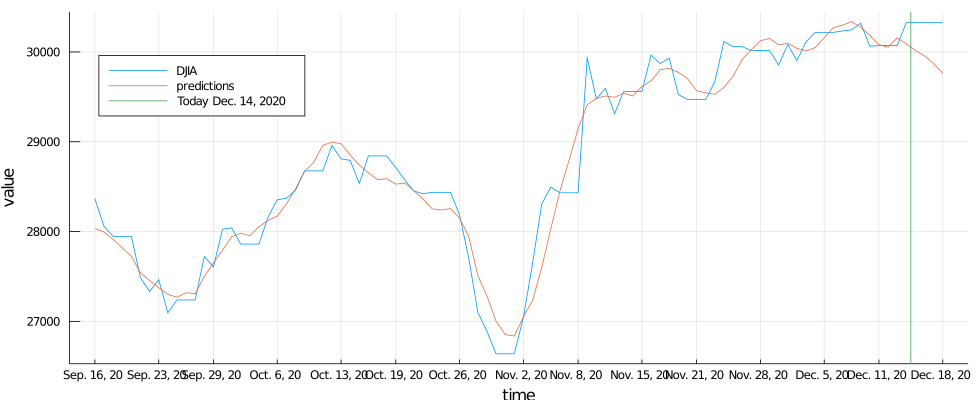 30000
29000
28000
27000
value
DJIA
predictions
Today Dec. 14, 2020
Sep. 16, 20 Sep. 23, 20 Sep. 29, 20 Oct. 6, 20 Oct. 13, 20 Oct. 19, 20 Oct. 26, 20 Nov. 2, 20 Nov. 8, 20 Nov. 15, 20 Nov. 21, 20 Nov. 28, 20 Dec. 5, 20 Dec. 11, 20 Dec. 18, 20
time